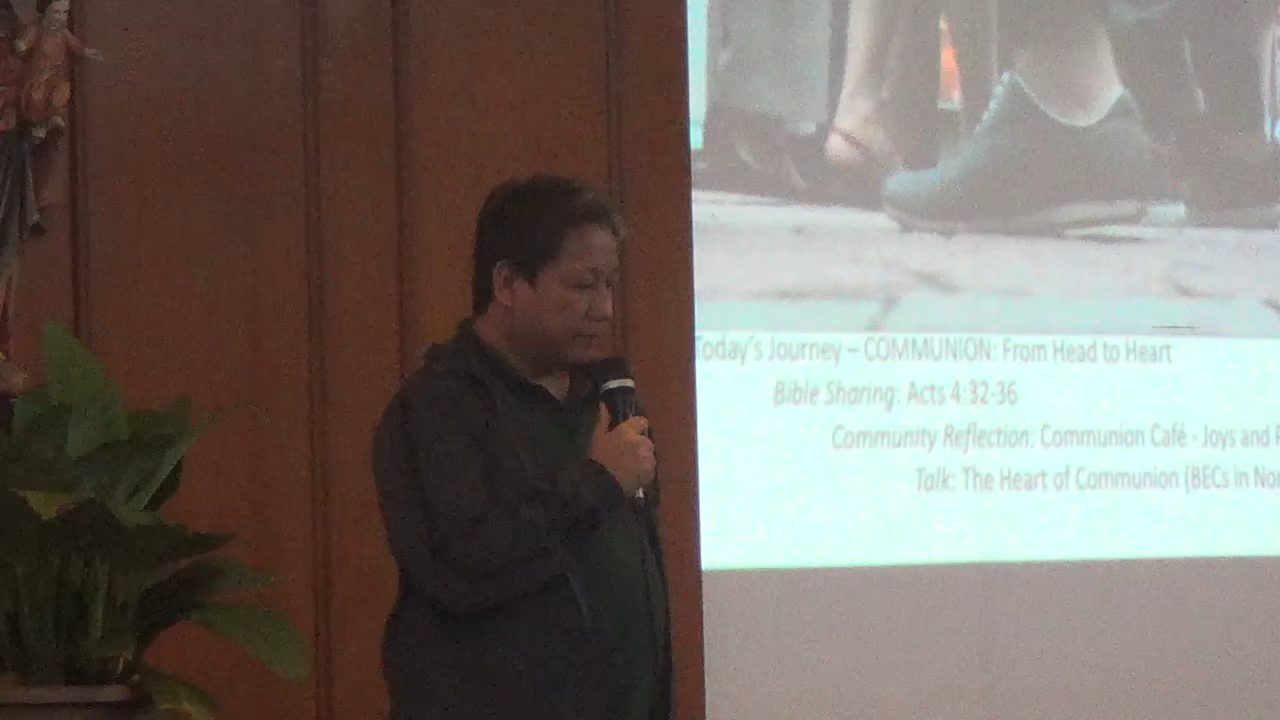 Today's Journey – COMMUNION: From Head to Heart
Bible Sharing: Acts 4:32-36
Community Reflection: Communion Café - Joys and
Talk: The Heart of Communion (BECs in